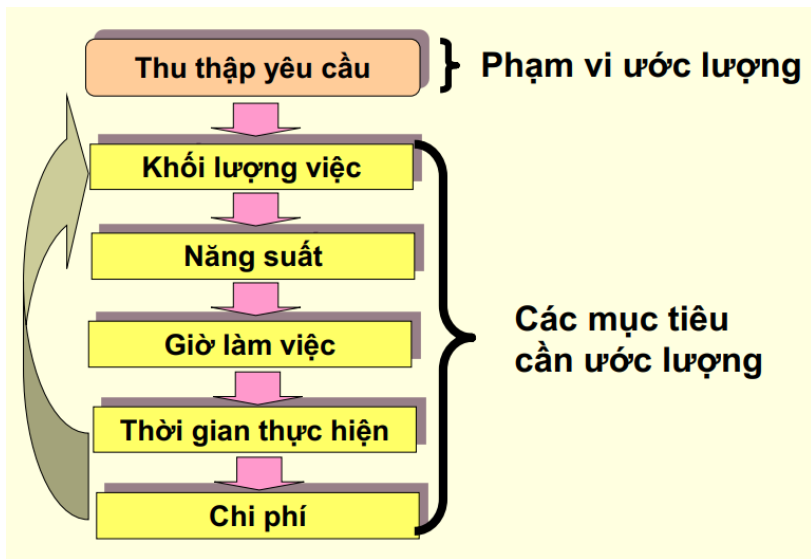 Thu thập yêu cầu
Phạm vi ước lượng
Khối lượng việc
Năng suất
Giờ làm việc
Các mục tiêu
cần ước lượng
Thời gian thực hiện
Chi phí